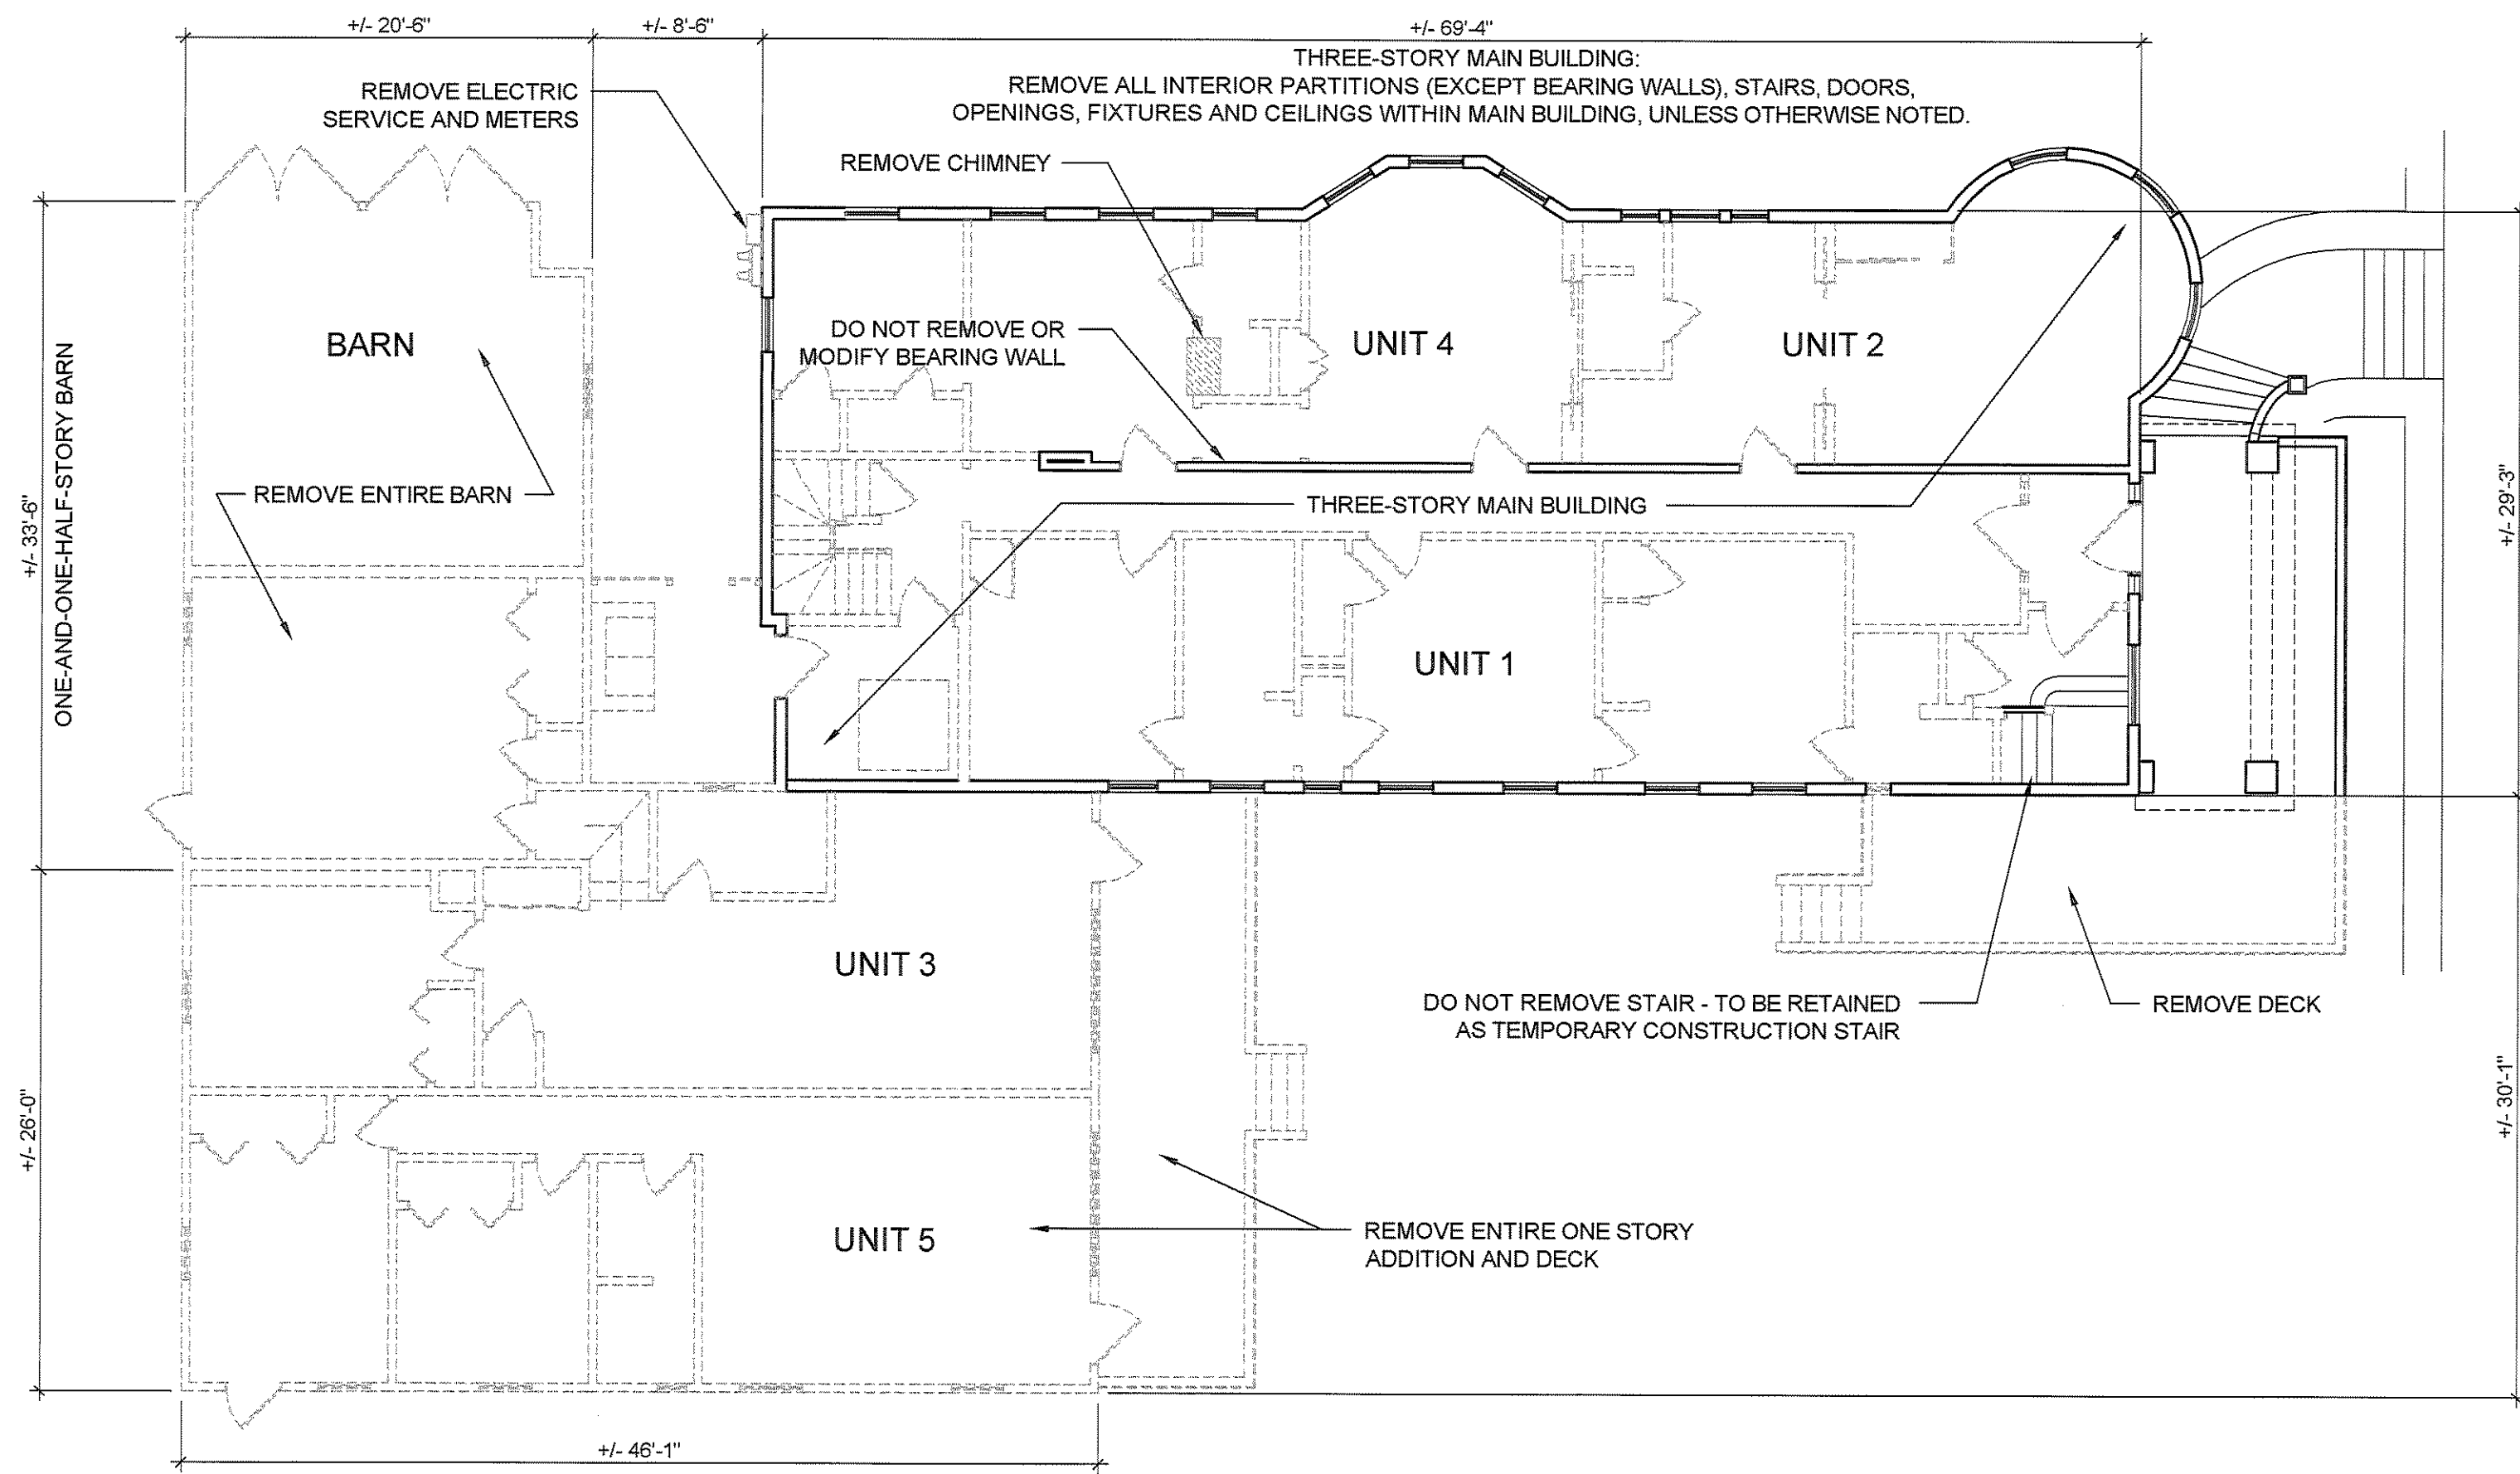 +/- 20'-6"
+/- 8'-6"
+/- 69'-4"
THREE-STORY MAIN BUILDING:
REMOVE ALL INTERIOR PARTITIONS (EXCEPT BEARING WALLS), STAIRS, DOORS,
OPENINGS, FIXTURES AND CEILINGS WITHIN MAIN BUILDING, UNLESS OTHERWISE NOTED.
REMOVE ELECTRIC
SERVICE AND METERS
REMOVE CHIMNEY
BARN
DO NOT REMOVE OR
MODIFY BEARING WALL
UNIT 4
UNIT 2
ONE-AND-ONE-HALF-STORY BARN
+/- 33'-6"
REMOVE ENTIRE BARN
THREE-STORY MAIN BUILDING
+/- 29'-3"
UNIT 1
UNIT 3
DO NOT REMOVE STAIR - TO BE RETAINED
AS TEMPORARY CONSTRUCTION STAIR
REMOVE DECK
+/- 26'-0"
+/- 30'-1"
UNIT 5
REMOVE ENTIRE ONE STORY
ADDITION AND DECK
+/- 46'-1"